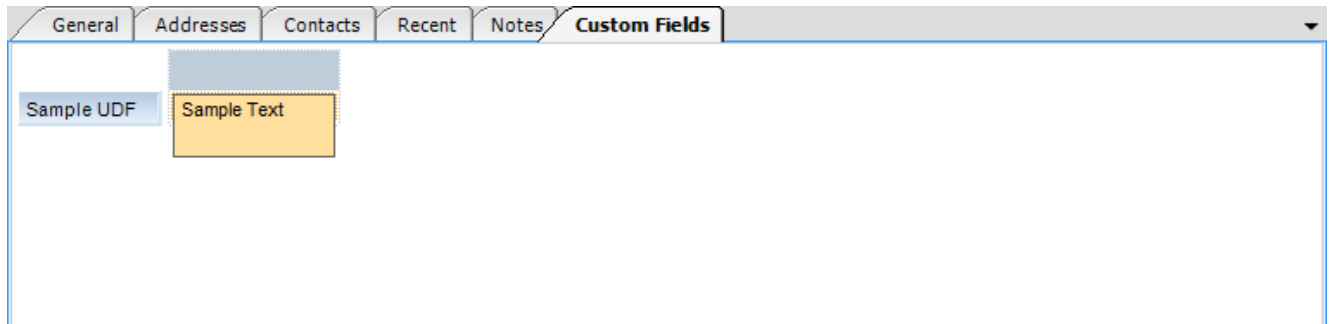 General Addresses Contacts Recent Notes Custom Fields
Sample UDF Sample Text